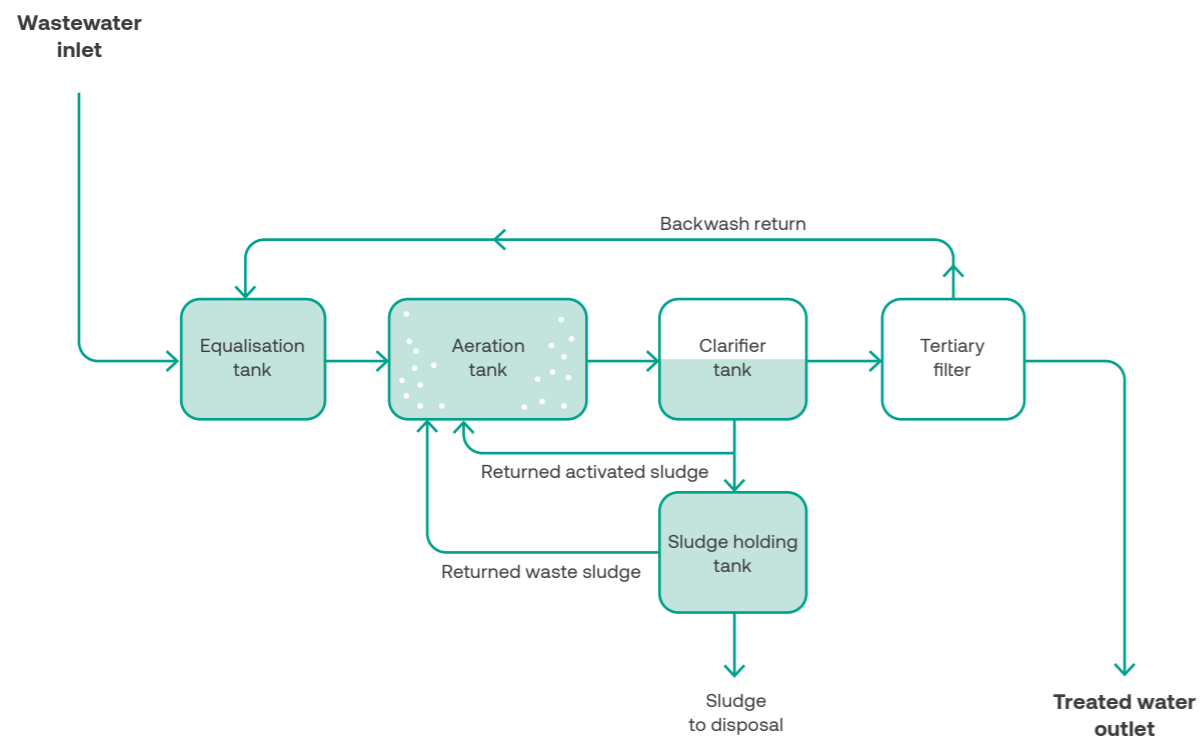 Wastewater
inlet
Backwash return
Equalisation
tank
Aeration
tank
Clarifier
tank
Tertiary
filter
Returned activated sludge
Sludge holding
tank
Returned waste sludge
Sludge
to disposal
Treated water
outlet